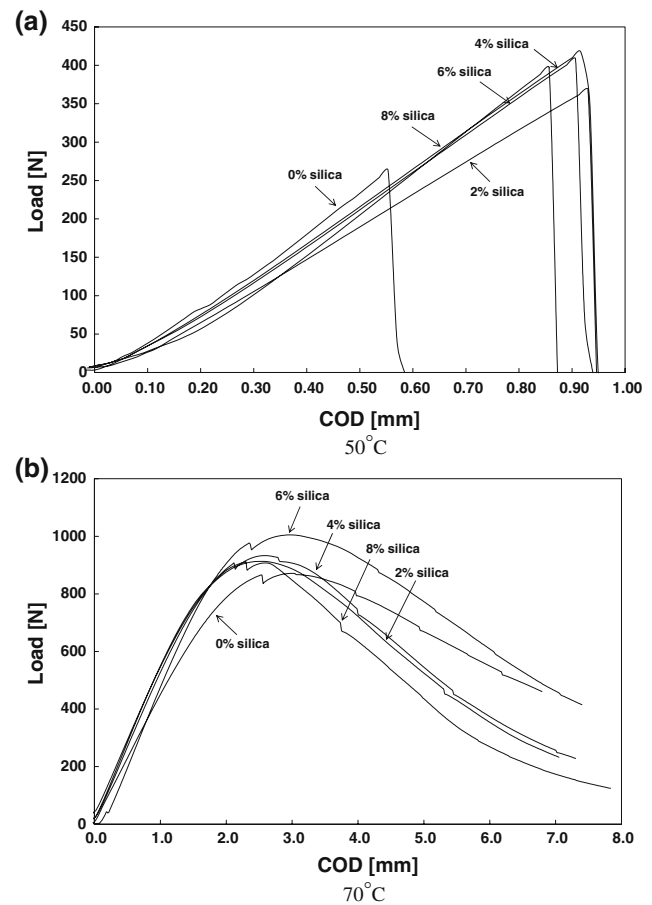 (a)
450
400
350
300
250
200
150
100
50
0
Load [N]
4% silica
6% silica
8% silica
0% silica
2% silica
0.00 0.10 0.20 0.30 0.40 0.50 0.60 0.70 0.80 0.90 1.00
COD [mm]
50°C
(b)
1200
1000
800
600
400
200
0
Load [N]
6% silica
4% silica
8% silica
2% silica
0% silica
0.0 1.0 2.0 3.0 4.0 5.0 6.0 7.0 8.0
COD [mm]
70°C